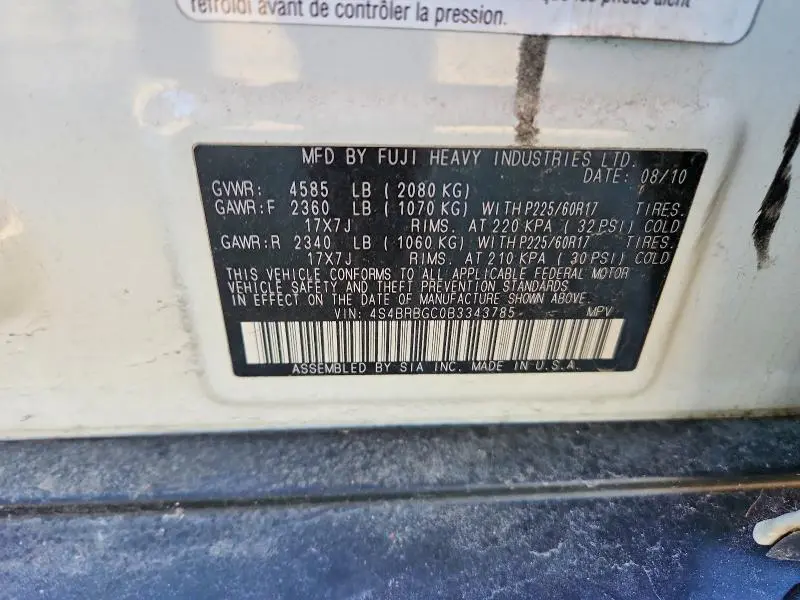 que les pneus aient
refroidi avant de contrôler la pression.
MFD BY FUJI HEAVY INDUSTRIES LTD.
DATE: 08/10
GVWR: 4585 LB ( 2080 KG)
GAWR:F 2360 LB ( 1070 KG) WITH P225/60R17 TIRES.
17X7J RIMS. AT 220 KPA ( 32 PSI) COLD
GAWR:R 2340 LB ( 1060 KG) WITH P225/60R17 TIRES.
17X7J RIMS. AT 210 KPA ( 30 PSI) COLD
THIS VEHICLE CONFORMS TO ALL APPLICABLE FEDERAL MOTOR
VEHICLE SAFETY AND THEFT PREVENTION STANDARDS
IN EFFECT ON THE DATE OF MANUFACTURE SHOWN ABOVE.
VIN: 4S4BRBGC0B3343785 MPV
ASSEMBLED BY SIA INC. MADE IN U.S.A.